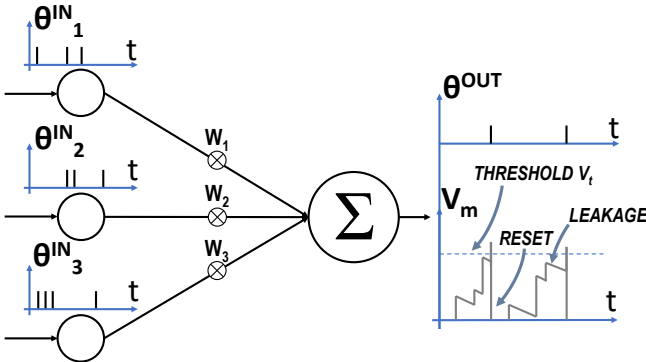 θᴵᴺ₁
t
θᴵᴺ₂
t
θᴵᴺ₃
t
W₁
W₂
W₃
Σ
θᴼᵁᵀ
t
THRESHOLD Vₜ
Vₘ
RESET
LEAKAGE
t